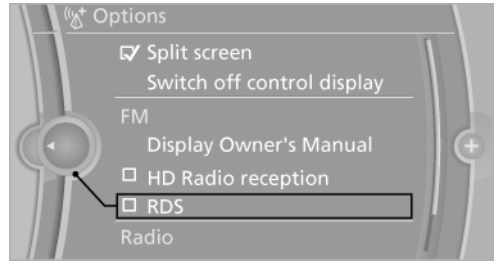 Options
Split screen
Switch off control display
FM
Display Owner's Manual
HD Radio reception
RDS
Radio